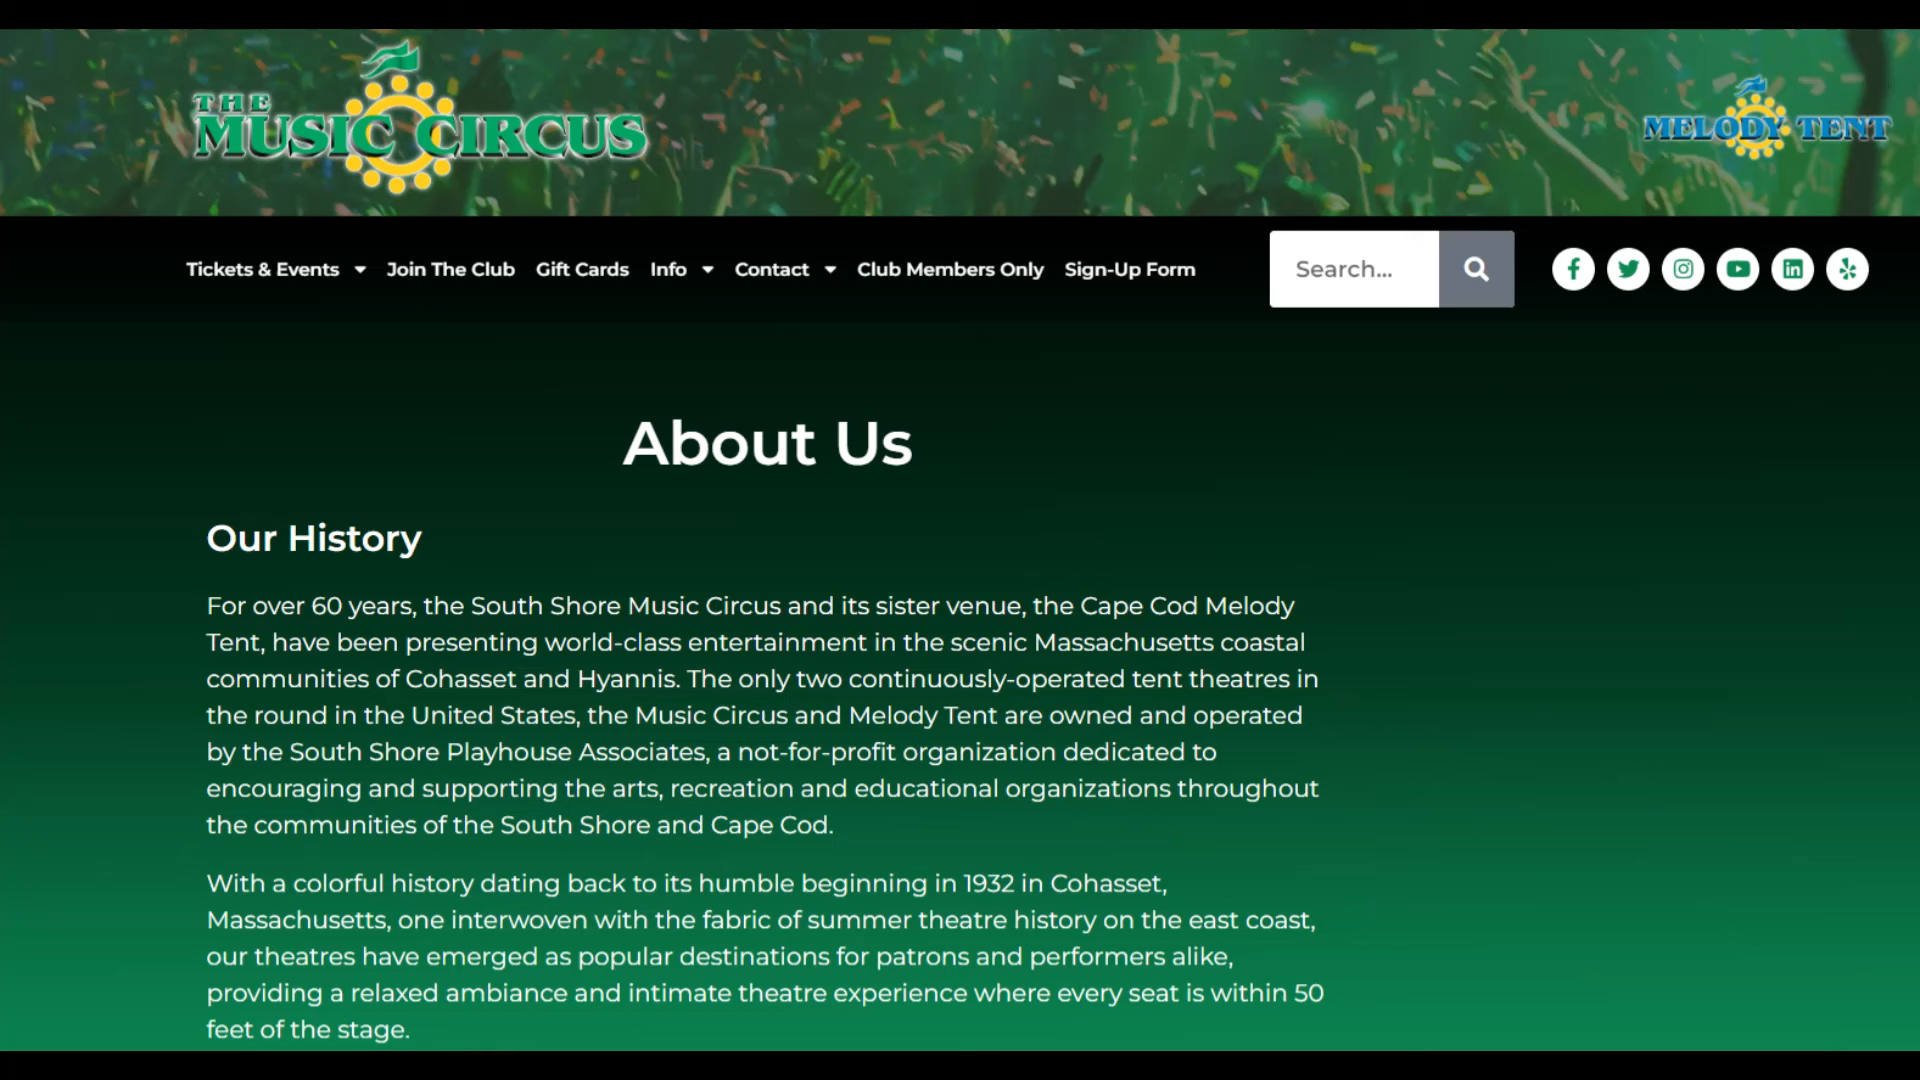 THE
MUSIC CIRCUS
MELODY TENT
Tickets & Events Join The Club Gift Cards Info Contact Club Members Only Sign-Up Form
Search...
About Us
Our History
For over 60 years, the South Shore Music Circus and its sister venue, the Cape Cod Melody
Tent, have been presenting world-class entertainment in the scenic Massachusetts coastal
communities of Cohasset and Hyannis. The only two continuously-operated tent theatres in
the round in the United States, the Music Circus and Melody Tent are owned and operated
by the South Shore Playhouse Associates, a not-for-profit organization dedicated to
encouraging and supporting the arts, recreation and educational organizations throughout
the communities of the South Shore and Cape Cod.
With a colorful history dating back to its humble beginning in 1932 in Cohasset,
Massachusetts, one interwoven with the fabric of summer theatre history on the east coast,
our theatres have emerged as popular destinations for patrons and performers alike,
providing a relaxed ambiance and intimate theatre experience where every seat is within 50
feet of the stage.